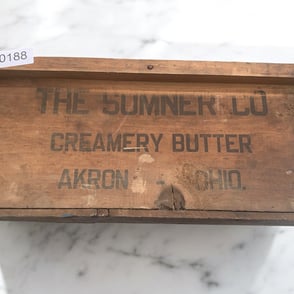 0188
THE SUMNER CO
CREAMERY BUTTER
AKRON OHIO.